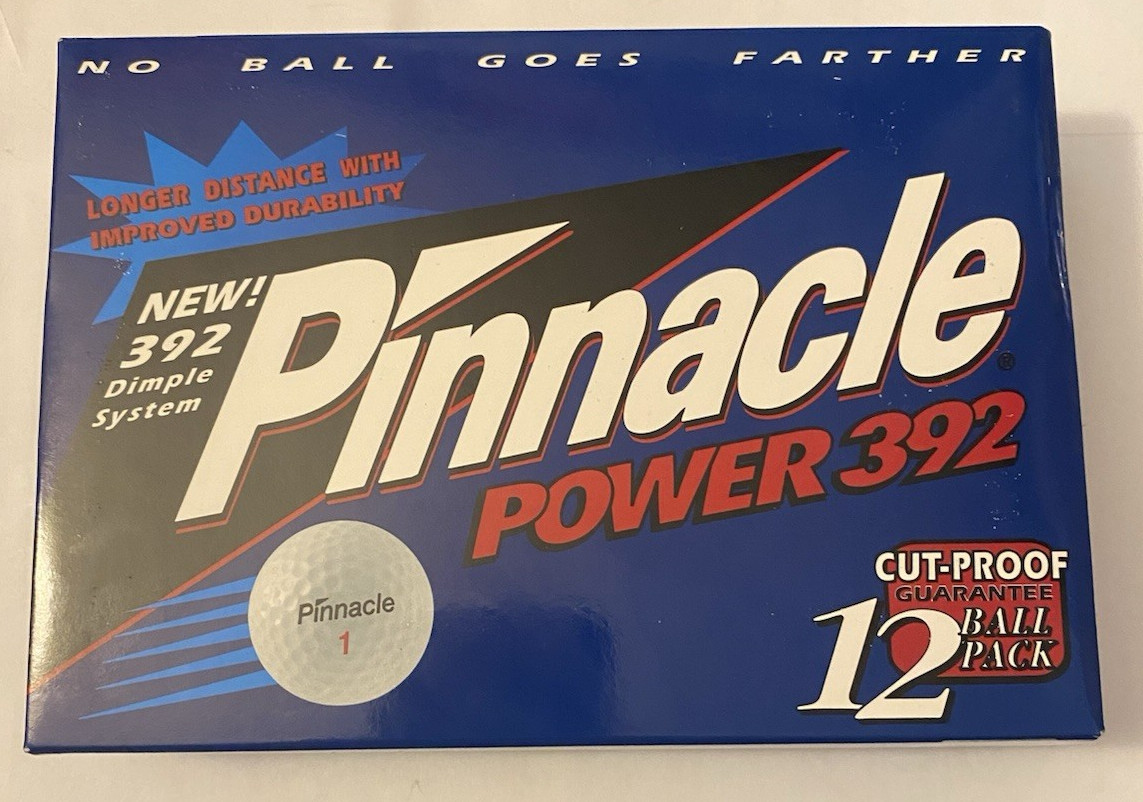 NO BALL GOES FARTHER
LONGER DISTANCE WITH
IMPROVED DURABILITY
NEW!
392
Dimple
System
Pinnacle®
POWER 392
Pinnacle
1
CUT-PROOF
GUARANTEE
12 BALL
PACK